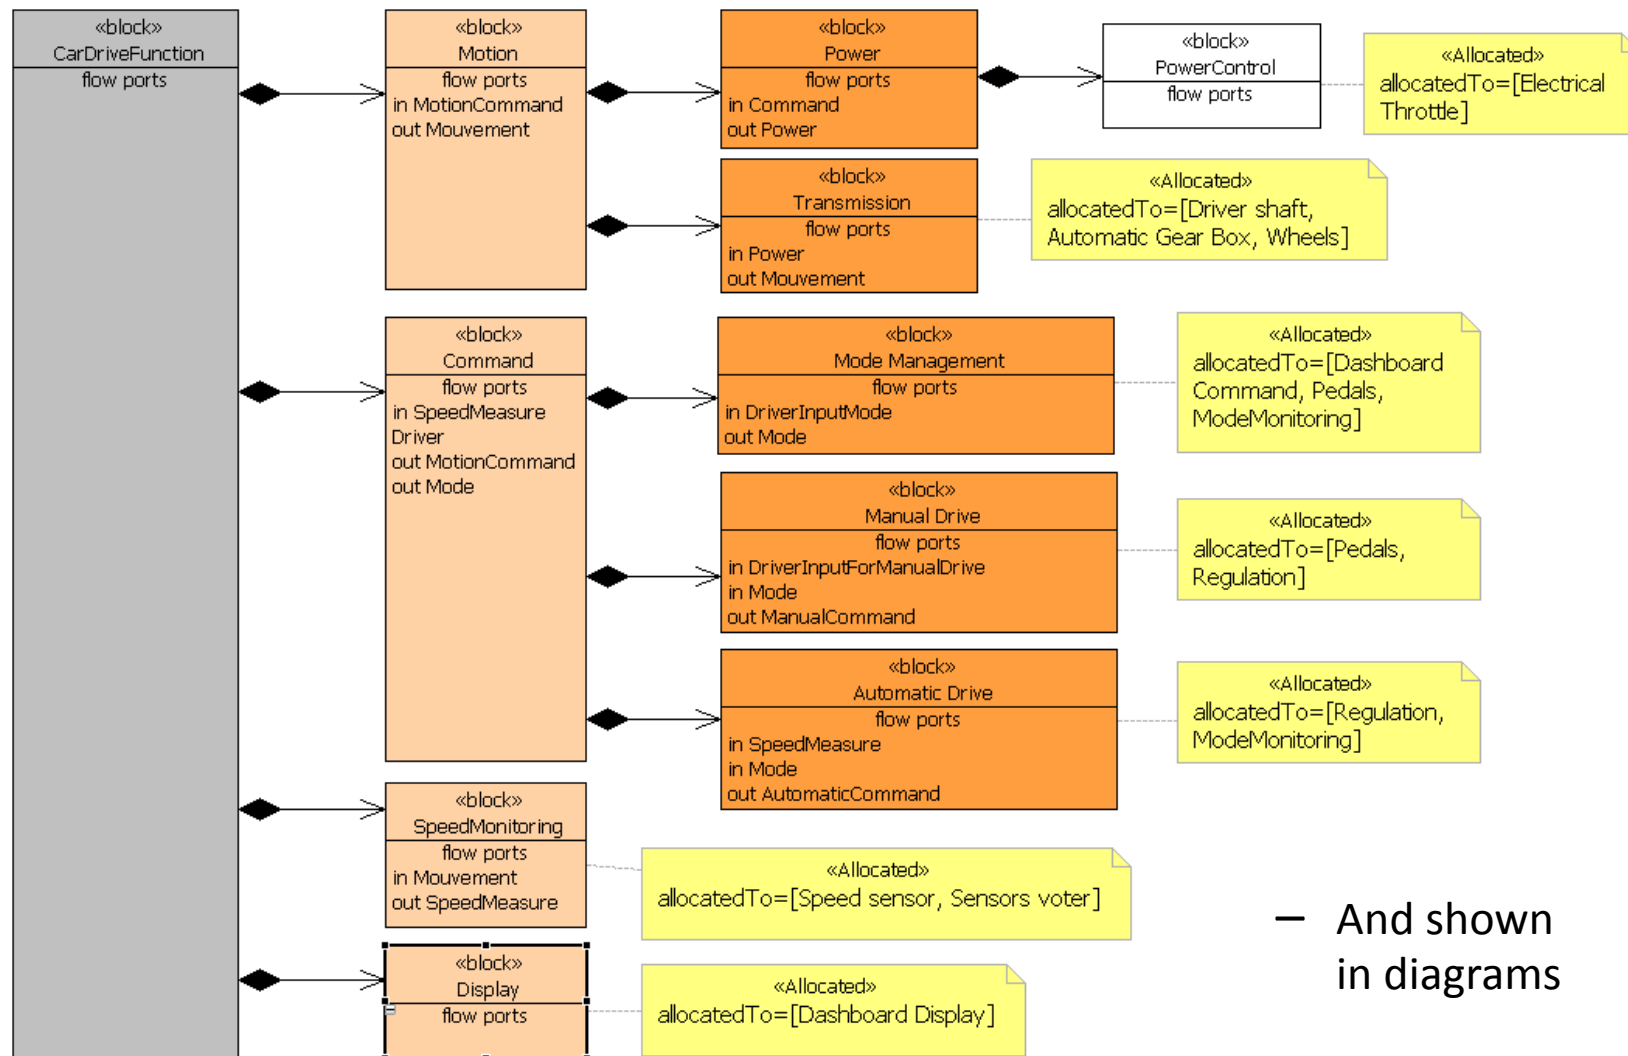 «block»
CarDriveFunction
flow ports
«block»
Motion
flow ports
in MotionCommand
out Mouvement
«block»
Power
flow ports
in Command
out Power
«block»
PowerControl
flow ports
«Allocated»
allocatedTo=[Electrical
Throttle]
«block»
Transmission
flow ports
in Power
out Mouvement
«Allocated»
allocatedTo=[Driver shaft,
Automatic Gear Box, Wheels]
«block»
Command
flow ports
in SpeedMeasure
Driver
out MotionCommand
out Mode
«block»
Mode Management
flow ports
in DriverInputMode
out Mode
«Allocated»
allocatedTo=[Dashboard
Command, Pedals,
ModeMonitoring]
«block»
Manual Drive
flow ports
in DriverInputForManualDrive
in Mode
out ManualCommand
«Allocated»
allocatedTo=[Pedals,
Regulation]
«block»
Automatic Drive
flow ports
in SpeedMeasure
in Mode
out AutomaticCommand
«Allocated»
allocatedTo=[Regulation,
ModeMonitoring]
«block»
SpeedMonitoring
flow ports
in Mouvement
out SpeedMeasure
«Allocated»
allocatedTo=[Speed sensor, Sensors voter]
«block»
Display
flow ports
«Allocated»
allocatedTo=[Dashboard Display]
– And shown
in diagrams